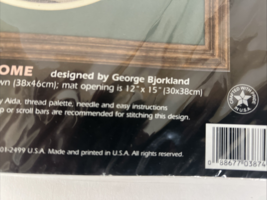 OME designed by George Bjorkland
wn (38x46cm); mat opening is 12" x 15" (30x38cm)
y Aida, thread palette, needle and easy instructions
p or scroll bars are recommended for stitching this design.
01-2499 U.S.A. Made and printed in U.S.A. All rights reserved.